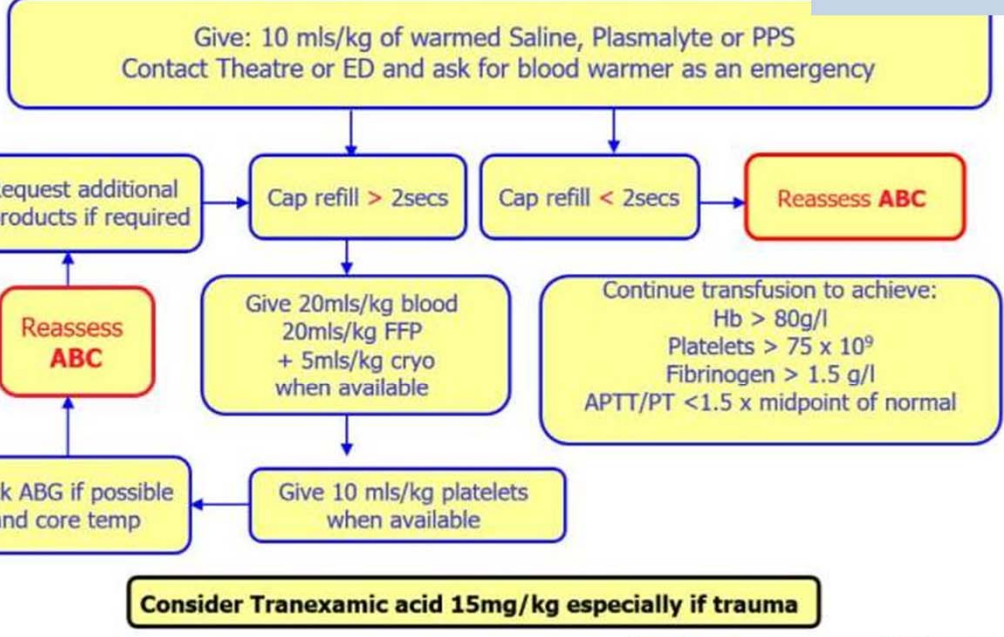 Give: 10 mls/kg of warmed Saline, Plasmalyte or PPS
Contact Theatre or ED and ask for blood warmer as an emergency
additional
if required
Cap refill > 2secs
Cap refill < 2secs
Reassess ABC
Reassess
ABC
Give 20mls/kg blood
20mls/kg FFP
+ 5mls/kg cryo
when available
Continue transfusion to achieve:
Hb > 80g/l
Platelets > 75 x 10⁹
Fibrinogen > 1.5 g/l
APTT/PT <1.5 x midpoint of normal
ABG if possible
core temp
Give 10 mls/kg platelets
when available
Consider Tranexamic acid 15mg/kg especially if trauma